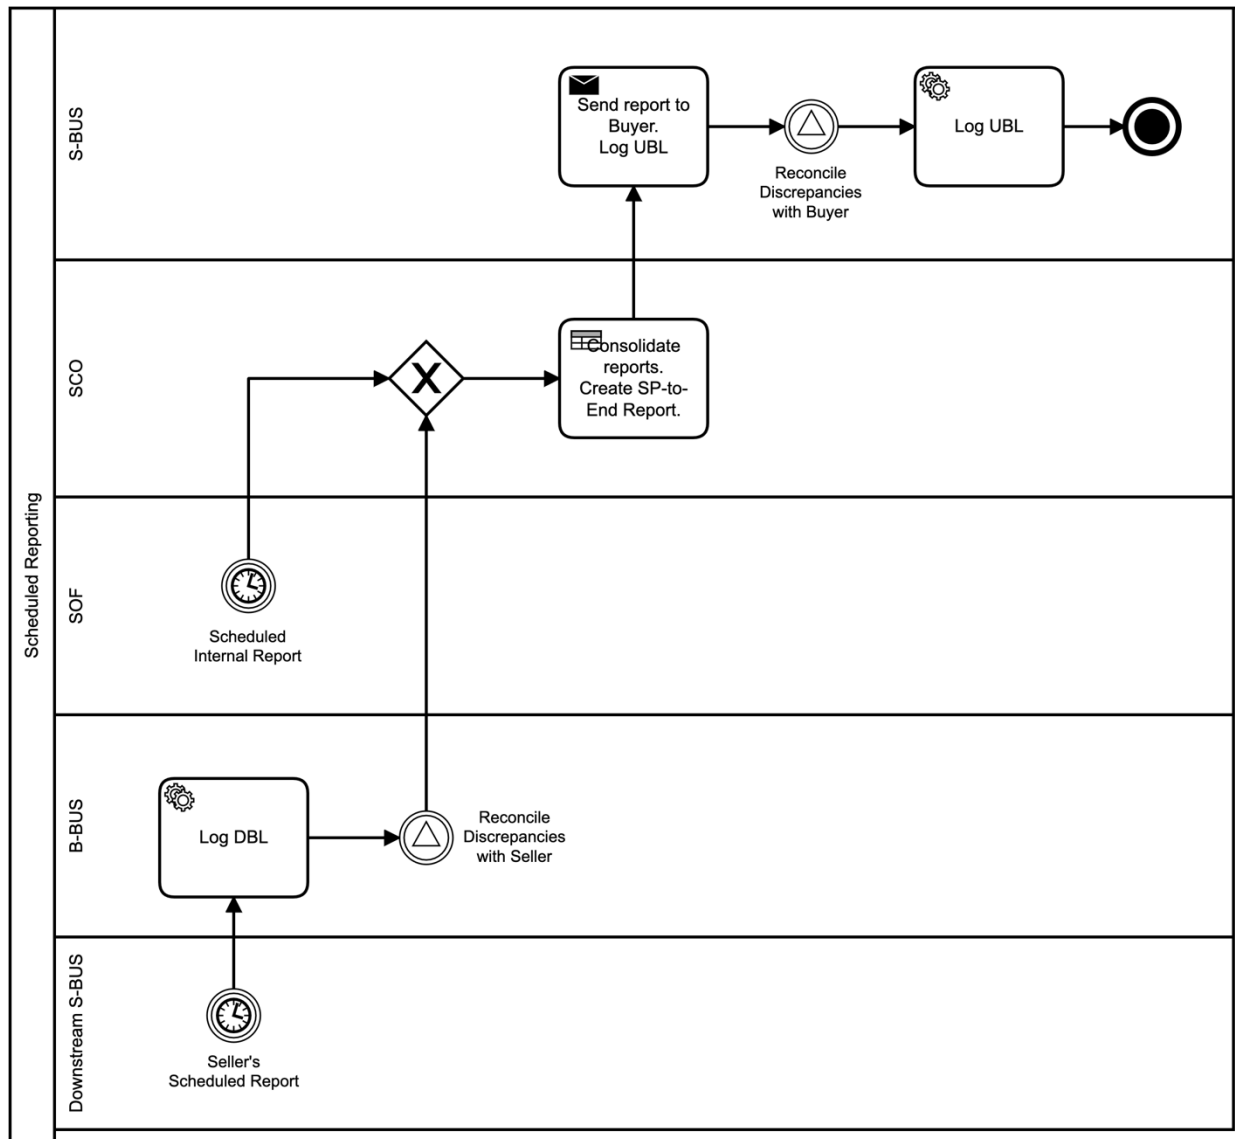 Scheduled Reporting
S-BUS
Send report to
Buyer.
Log UBL
Reconcile
Discrepancies
with Buyer
Log UBL
SCO
X
Consolidate
reports.
Create SP-to-
End Report.
SOF
Scheduled
Internal Report
B-BUS
Log DBL
Reconcile
Discrepancies
with Seller
Downstream S-BUS
Seller's
Scheduled Report